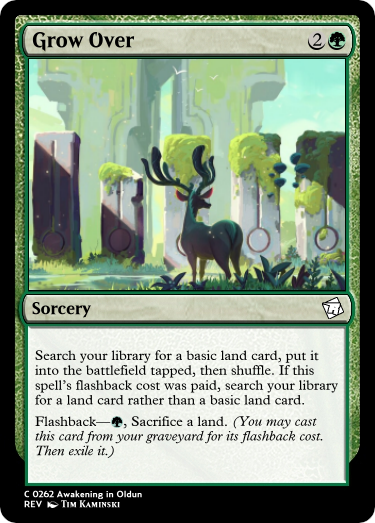 Grow Over 2
Sorcery
Search your library for a basic land card, put it
into the battlefield tapped, then shuffle. If this
spell's flashback cost was paid, search your library
for a land card rather than a basic land card.
Flashback—, Sacrifice a land. (You may cast
this card from your graveyard for its flashback cost.
Then exile it.)
C 0262 Awakening in Oldun
REV Tim Kaminski